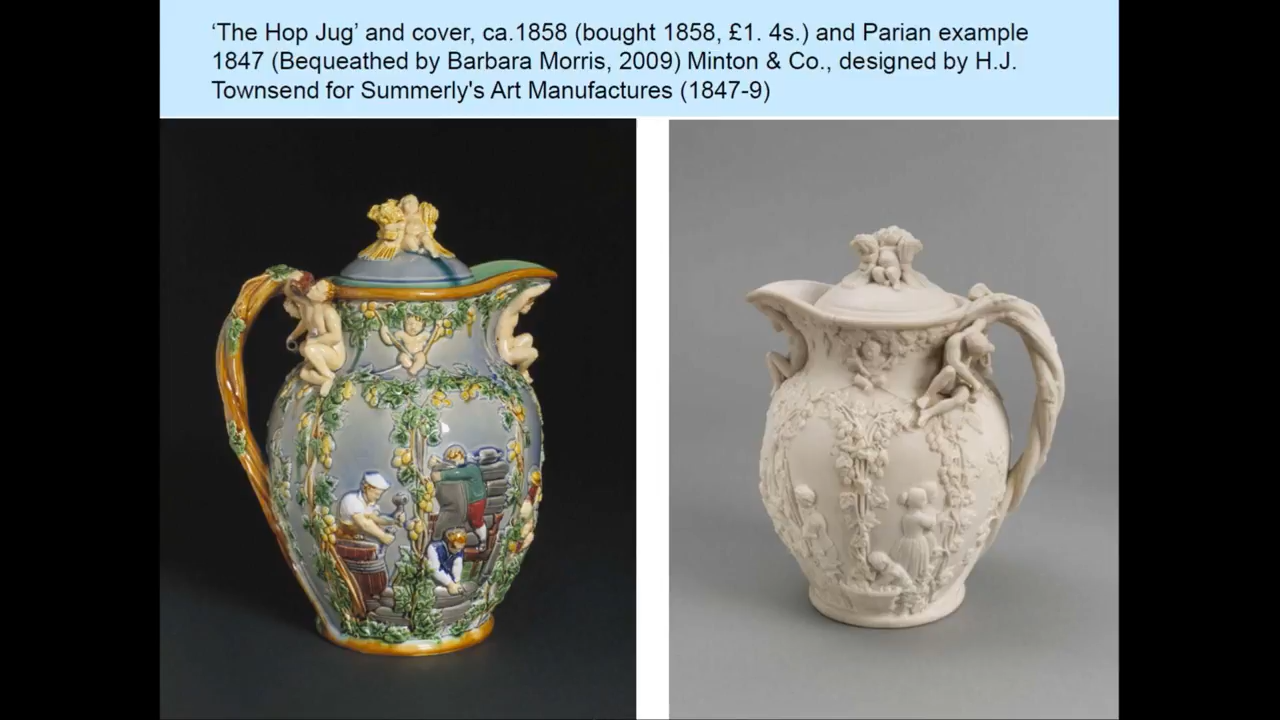 ‘The Hop Jug’ and cover, ca.1858 (bought 1858, £1. 4s.) and Parian example
1847 (Bequeathed by Barbara Morris, 2009) Minton & Co., designed by H.J.
Townsend for Summerly's Art Manufactures (1847-9)